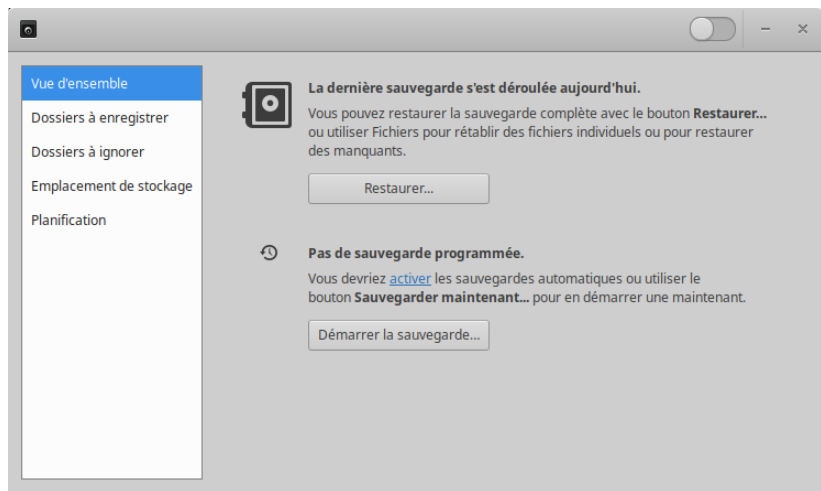 Vue d'ensemble
Dossiers à enregistrer
Dossiers à ignorer
Emplacement de stockage
Planification
La dernière sauvegarde s'est déroulée aujourd'hui.
Vous pouvez restaurer la sauvegarde complète avec le bouton Restaurer...
ou utiliser Fichiers pour rétablir des fichiers individuels ou pour restaurer
des manquants.
Restaurer...
Pas de sauvegarde programmée.
Vous devriez activer les sauvegardes automatiques ou utiliser le
bouton Sauvegarder maintenant... pour en démarrer une maintenant.
Démarrer la sauvegarde...